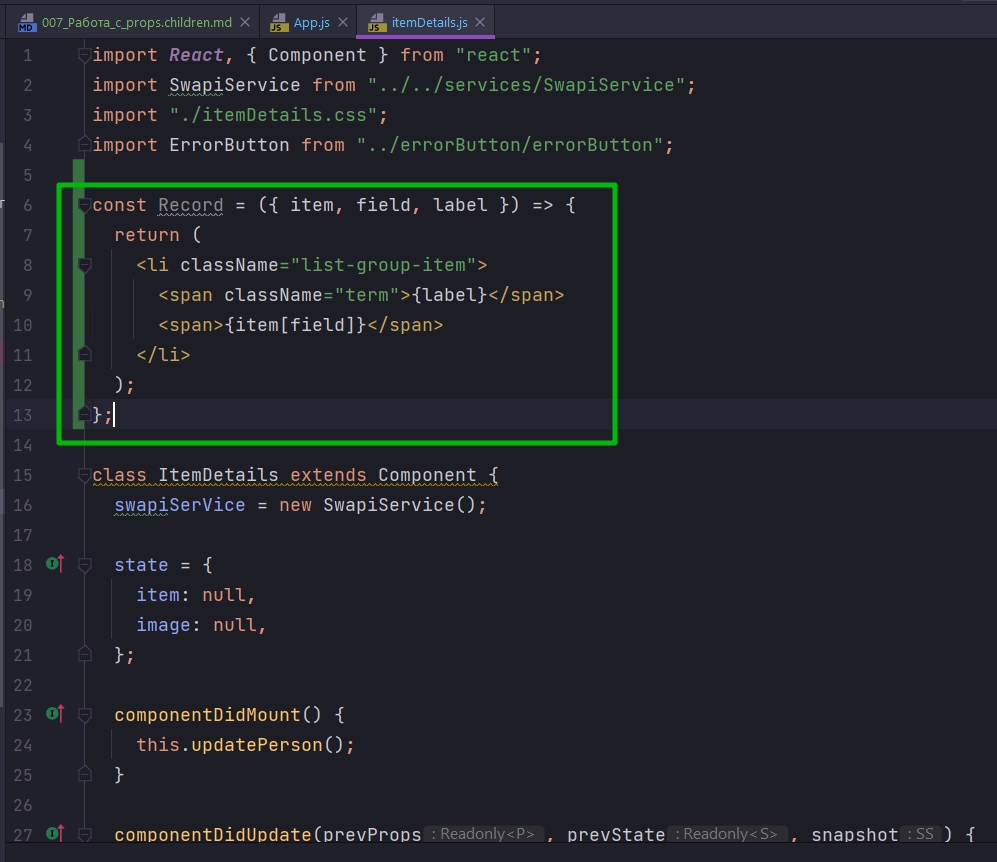 007_Работа_с_props.children.md
App.js
itemDetails.js
1 import React, { Component } from "react";
2 import SwapiService from "../../services/SwapiService";
3 import "./itemDetails.css";
4 import ErrorButton from "../errorButton/errorButton";
5
6 const Record = ({ item, field, label }) => {
7 return (
8 <li className="list-group-item">
9 <span className="term">{label}</span>
10 <span>{item[field]}</span>
11 </li>
12 );
13 };
14
15 class ItemDetails extends Component {
16 swapiSerVice = new SwapiService();
17
18 state = {
19 item: null,
20 image: null,
21 };
22
23 componentDidMount() {
24 this.updatePerson();
25 }
26
27 componentDidUpdate(prevProps : Readonly<P> , prevState : Readonly<S> , snapshot : SS ) {